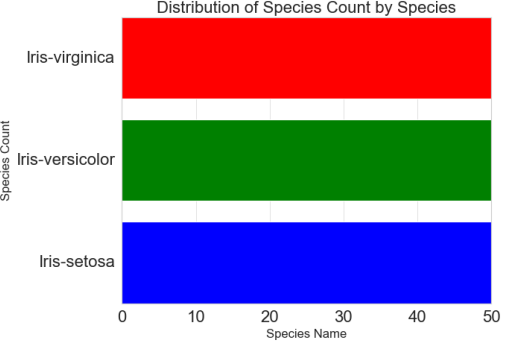 Distribution of Species Count by Species
Species Count
Iris-virginica
Iris-versicolor
Iris-setosa
0 10 20 30 40 50
Species Name